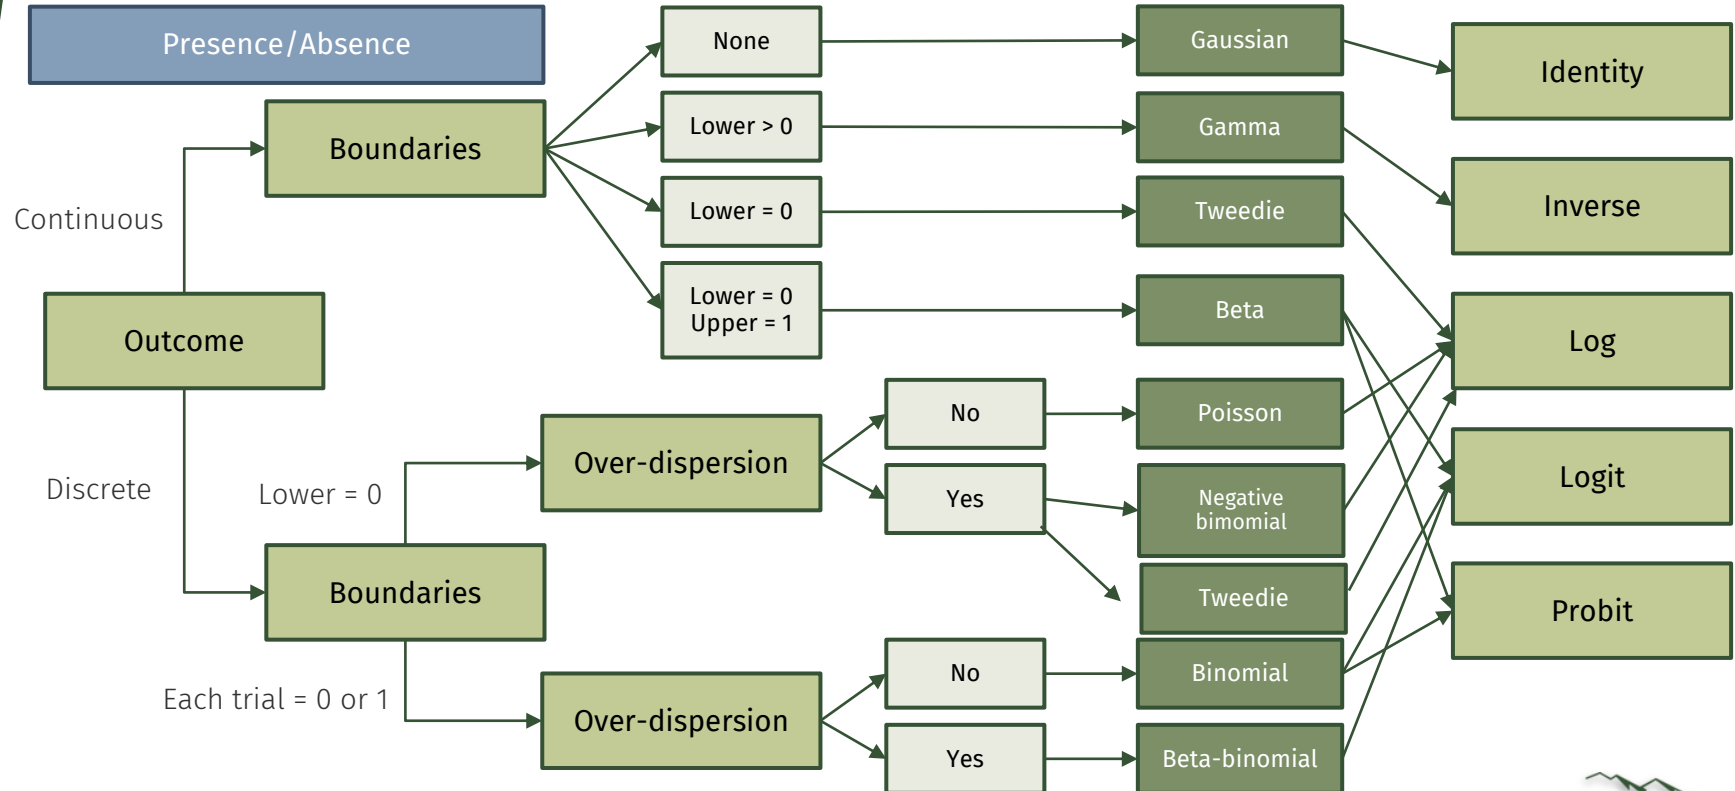 Presence/Absence
None
Gaussian
Identity
Boundaries
Lower > 0
Gamma
Inverse
Continuous
Lower = 0
Tweedie
Lower = 0
Upper = 1
Beta
Log
Outcome
No
Poisson
Over-dispersion
Logit
Discrete
Lower = 0
Yes
Negative
bimomial
Boundaries
Tweedie
Probit
Each trial = 0 or 1
No
Binomial
Over-dispersion
Yes
Beta-binomial